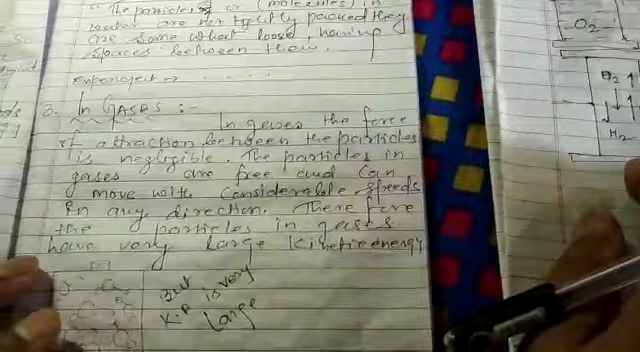 The particles or (molecules) in
water are not tightly packed they
are some what loose, having
spaces between them.
Experiment → . . . . .
3. In GASES :-
In gases the force
of attraction between the particles
is negligible. The particles in
gases are free and can
move with considerable speeds
in any direction. There fore
the particles in gases
have very large kinetic energy
But
K.E is very
large
O2
H2